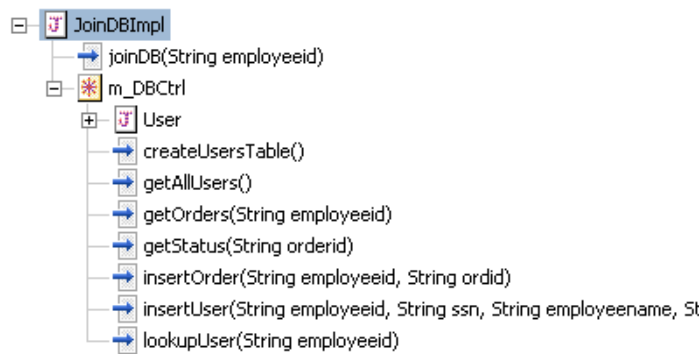 JoinDBImpl
joinDB(String employeeid)
m_DBCtrl
User
createUsersTable()
getAllUsers()
getOrders(String employeeid)
getStatus(String orderid)
insertOrder(String employeeid, String ordid)
insertUser(String employeeid, String ssn, String employeename, St
lookupUser(String employeeid)